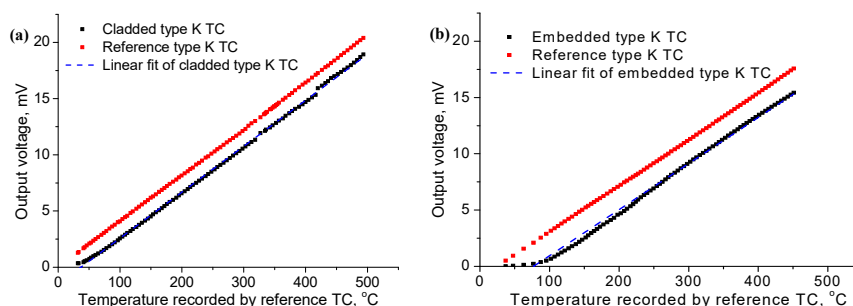 (a)
Cladded type K TC
Reference type K TC
Linear fit of cladded type K TC
Output voltage, mV
20
15
10
5
0
0 100 200 300 400 500
Temperature recorded by reference TC, °C
(b)
Embedded type K TC
Reference type K TC
Linear fit of embedded type K TC
Output voltage, mV
20
15
10
5
0
0 100 200 300 400 500
Temperature recorded by reference TC, °C